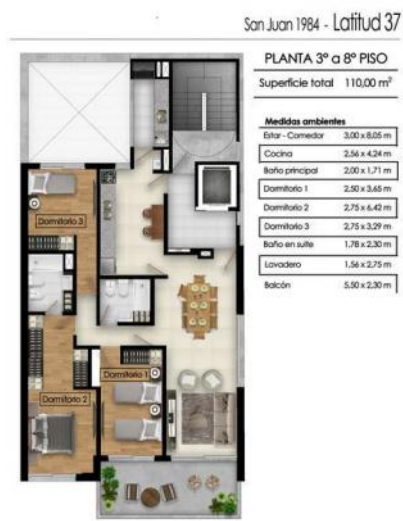 San Juan 1984 - Latitud 37
PLANTA 3º a 8º PISO
Superficie total 110,00 m²
Medidas ambientes
Estar - Comedor 3,00 x 8,05 m
Cocina 2,56 x 4,24 m
Baño principal 2,00 x 1,71 m
Dormitorio 1 2,50 x 3,65 m
Dormitorio 2 2,75 x 6,42 m
Dormitorio 3 2,75 x 3,29 m
Baño en suite 1,78 x 2,30 m
Lavadero 1,56 x 2,75 m
Balcón 5,50 x 2,30 m
Dormitorio 3
Dormitorio 1
Dormitorio 2